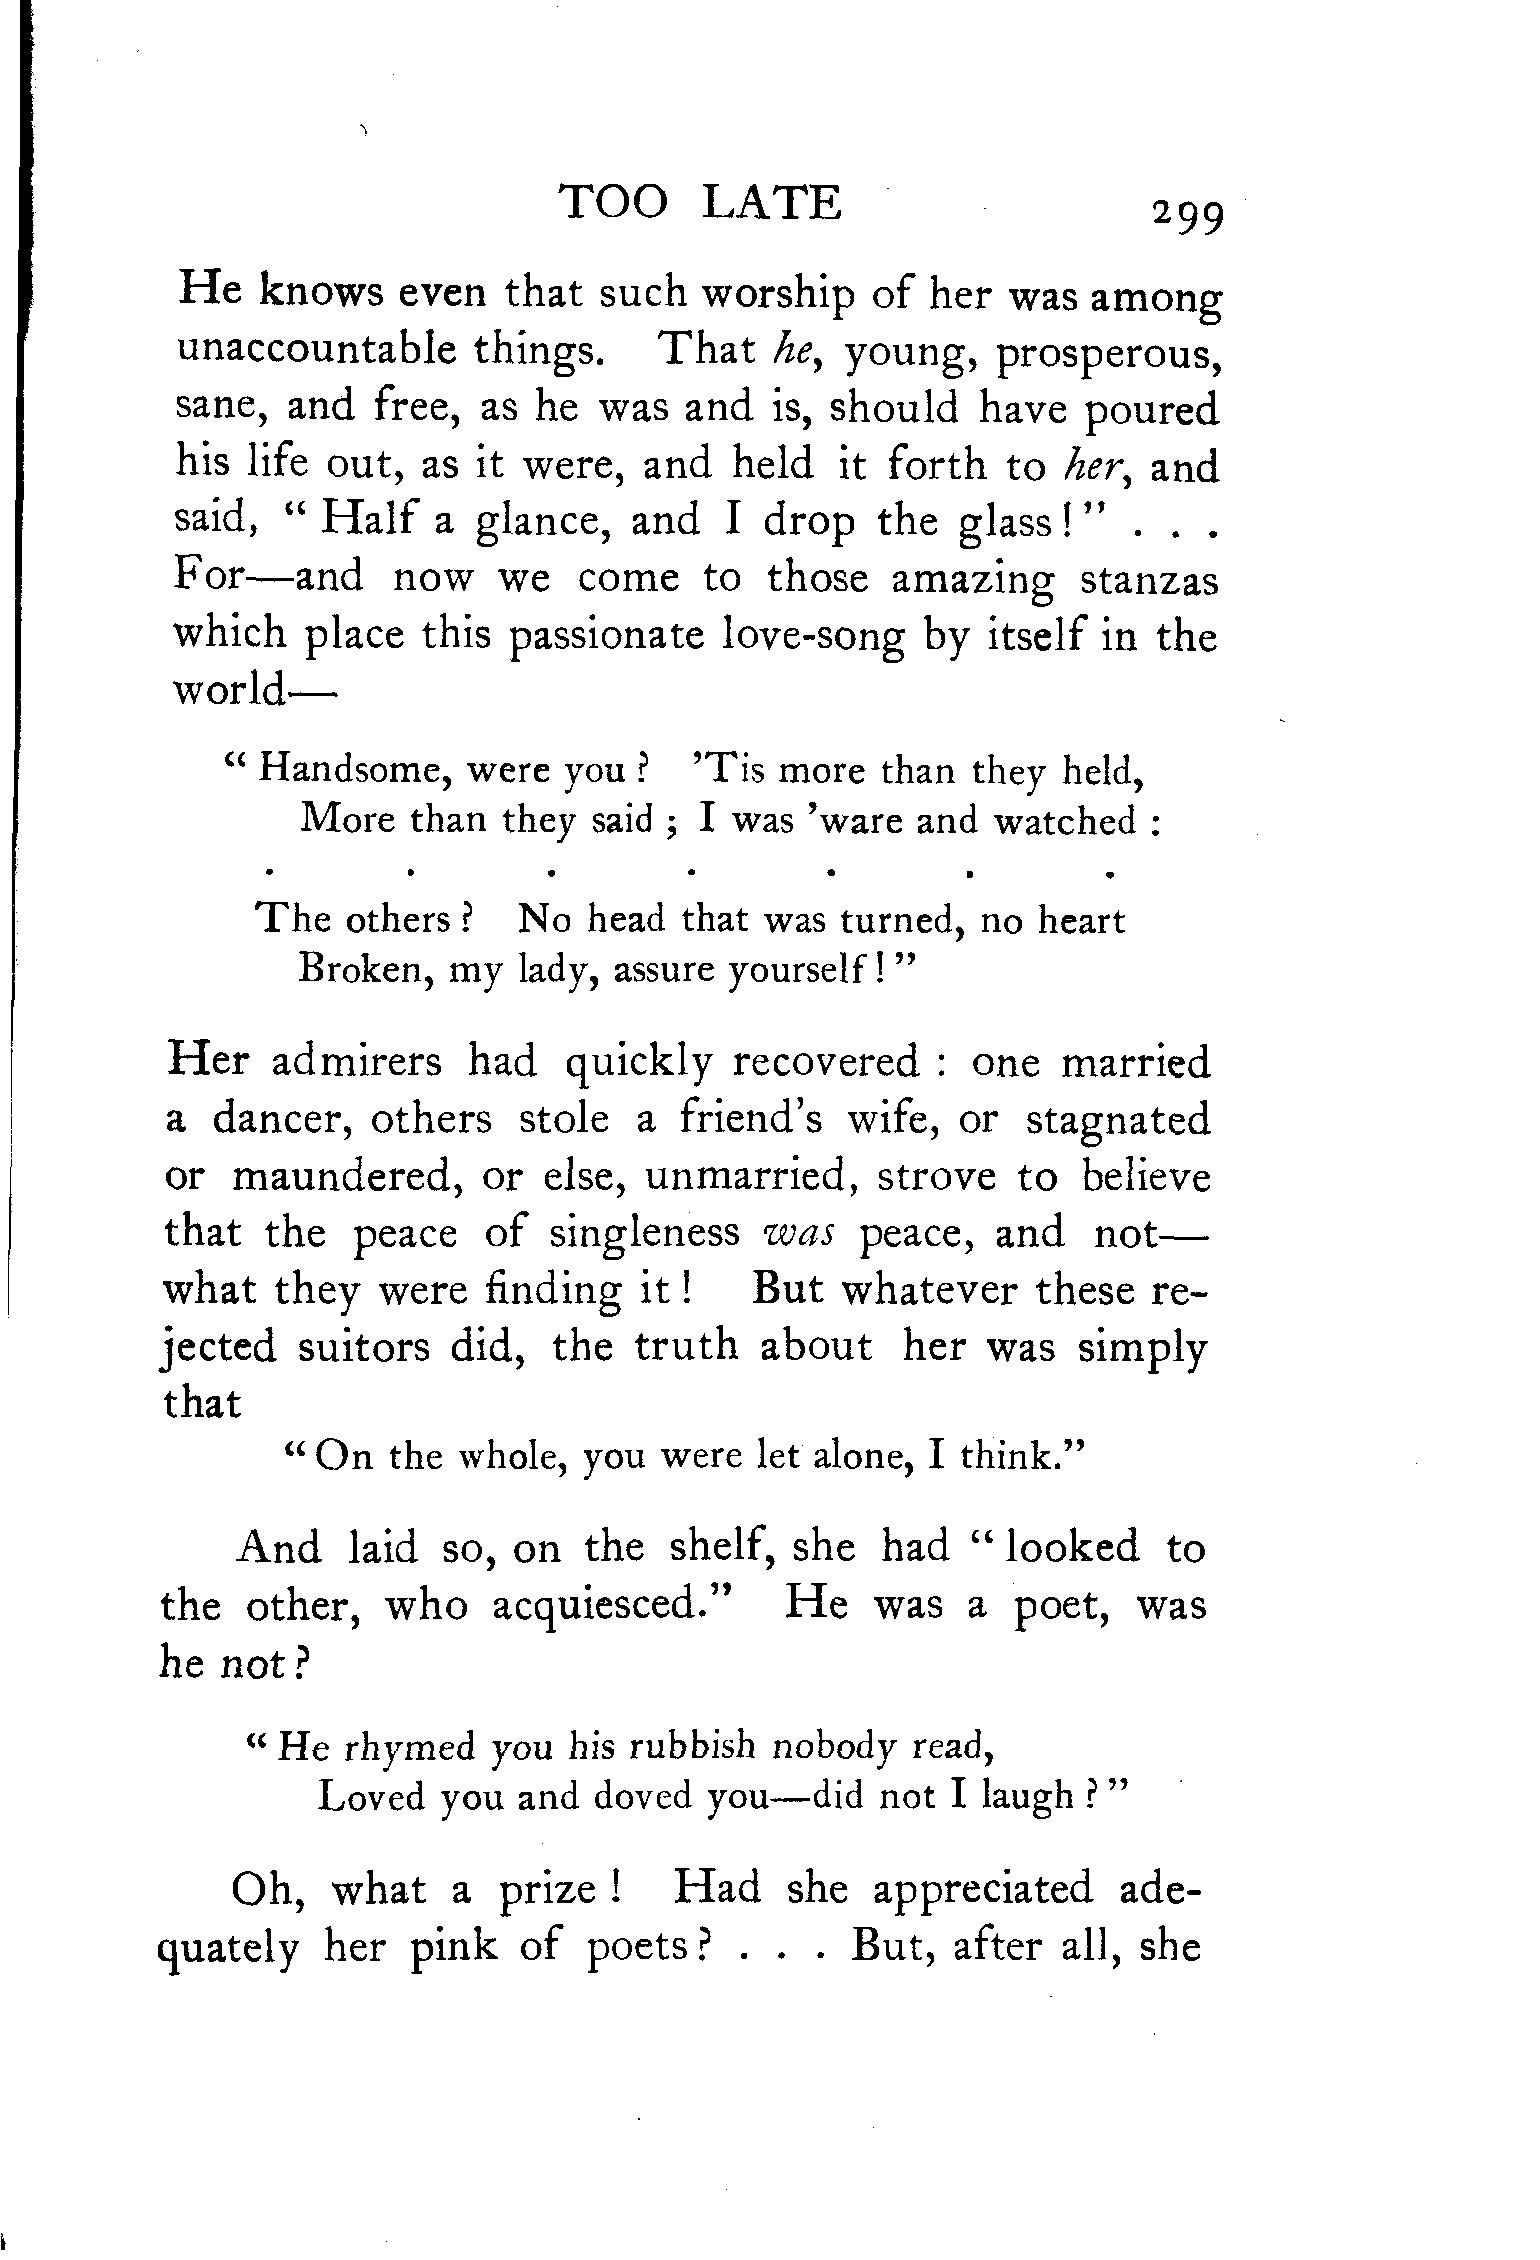 TOO LATE 299
He knows even that such worship of her was among
unaccountable things. That he, young, prosperous,
sane, and free, as he was and is, should have poured
his life out, as it were, and held it forth to her, and
said, “ Half a glance, and I drop the glass ! ” . . .
For—and now we come to those amazing stanzas
which place this passionate love-song by itself in the
world—
“ Handsome, were you ? ’Tis more than they held,
More than they said ; I was ’ware and watched :
. . . . . . .
The others ? No head that was turned, no heart
Broken, my lady, assure yourself ! ”
Her admirers had quickly recovered : one married
a dancer, others stole a friend’s wife, or stagnated
or maundered, or else, unmarried, strove to believe
that the peace of singleness was peace, and not—
what they were finding it ! But whatever these re-
jected suitors did, the truth about her was simply
that
“ On the whole, you were let alone, I think.”
And laid so, on the shelf, she had “ looked to
the other, who acquiesced.” He was a poet, was
he not ?
“ He rhymed you his rubbish nobody read,
Loved you and doved you—did not I laugh ? ”
Oh, what a prize ! Had she appreciated ade-
quately her pink of poets ? . . . But, after all, she